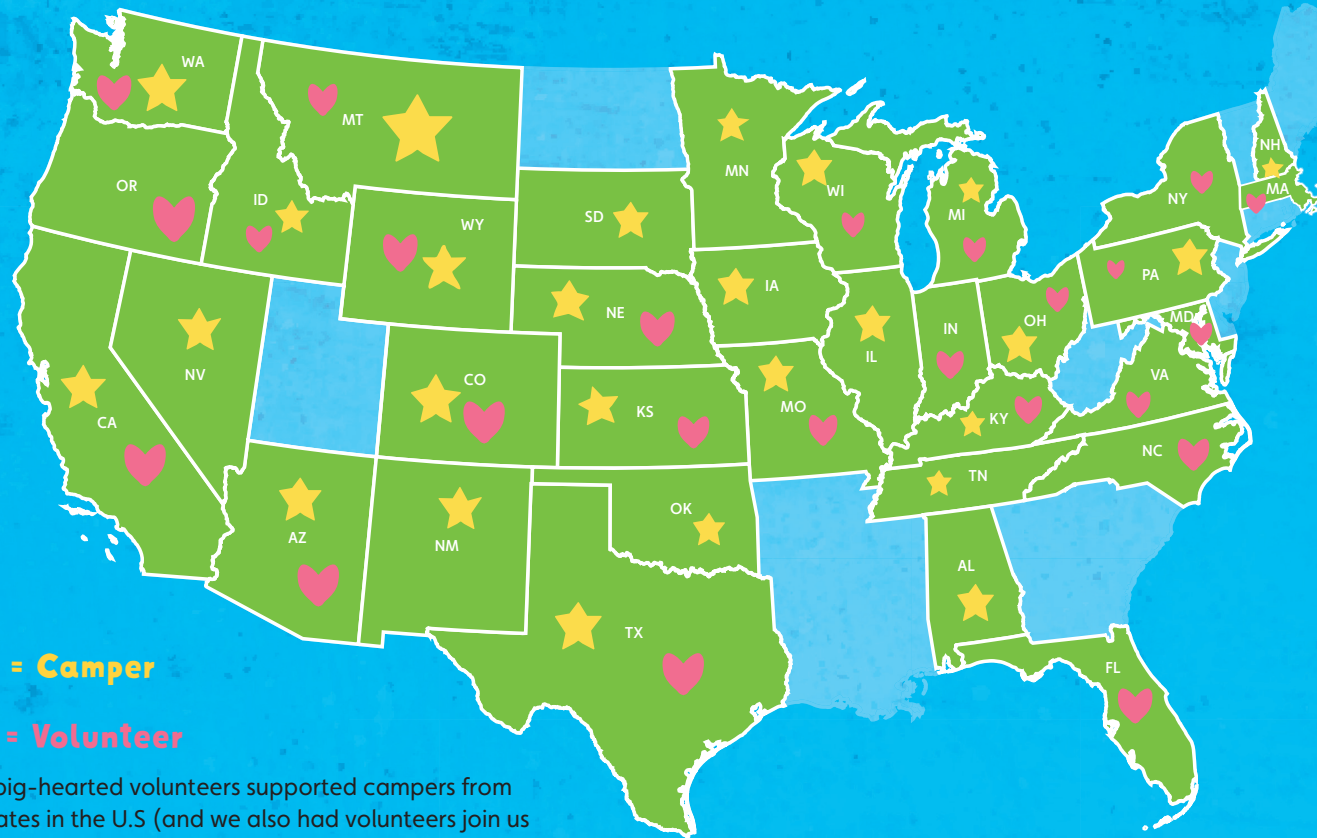 WA
MT
OR
ID
WY
SD
MN
WI
MI
NY
NH
MA
PA
NE
IA
IL
IN
OH
MD
NV
CA
CO
KS
MO
KY
VA
NC
TN
AZ
NM
OK
AL
TX
FL
= Camper
= Volunteer
big-hearted volunteers supported campers from
ates in the U.S (and we also had volunteers join us